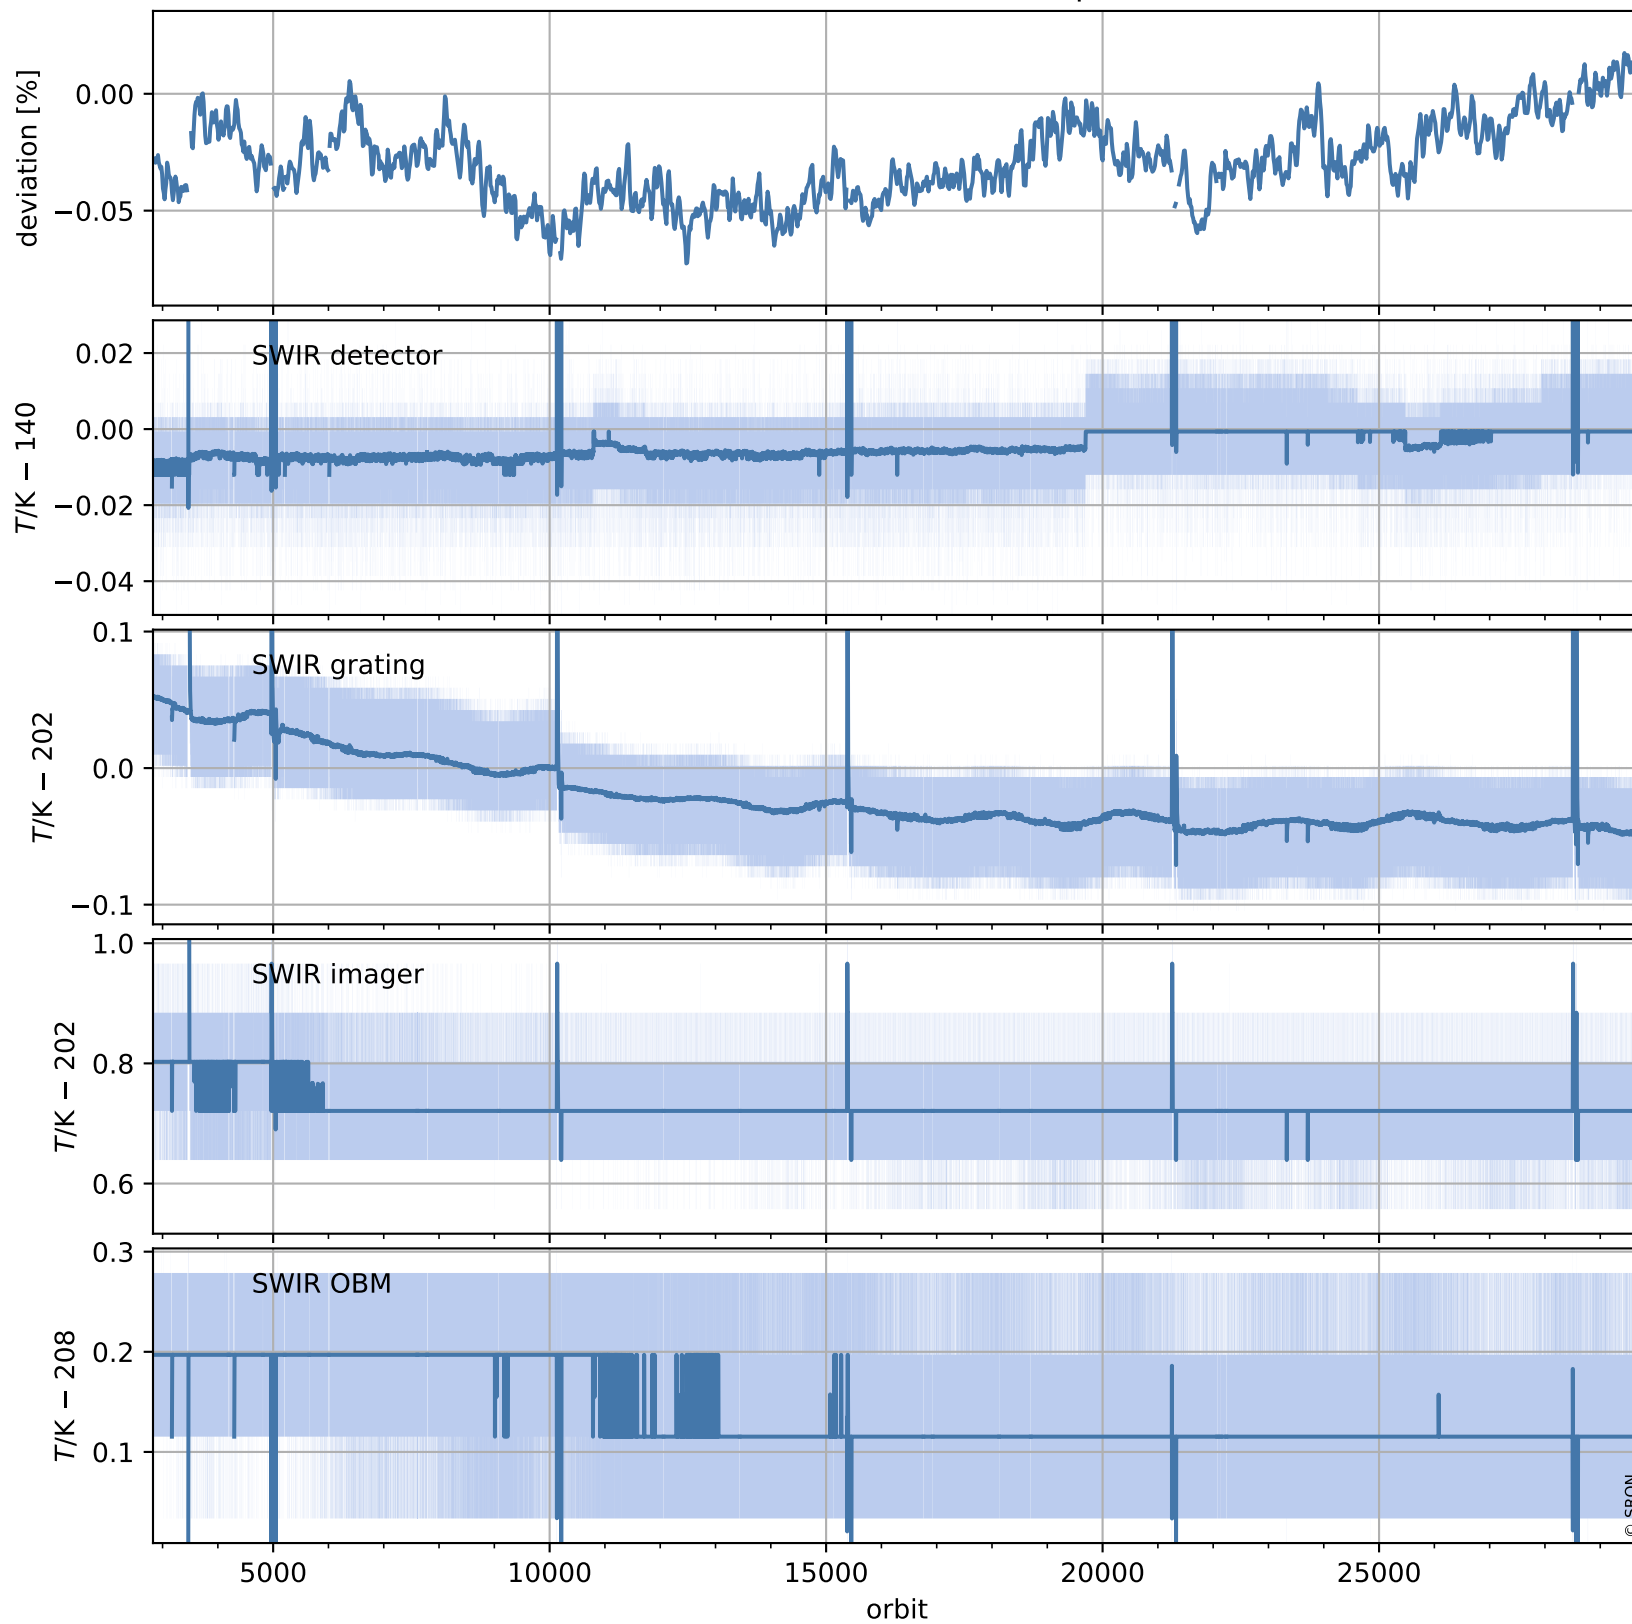 deviation [%]
0.00
−0.05
SWIR detector
T/K − 140
0.02
0.00
−0.02
−0.04
SWIR grating
T/K − 202
0.1
0.0
−0.1
SWIR imager
T/K − 202
1.0
0.8
0.6
SWIR OBM
T/K − 208
0.3
0.2
0.1
© SRON
5000 10000 15000 20000 25000
orbit